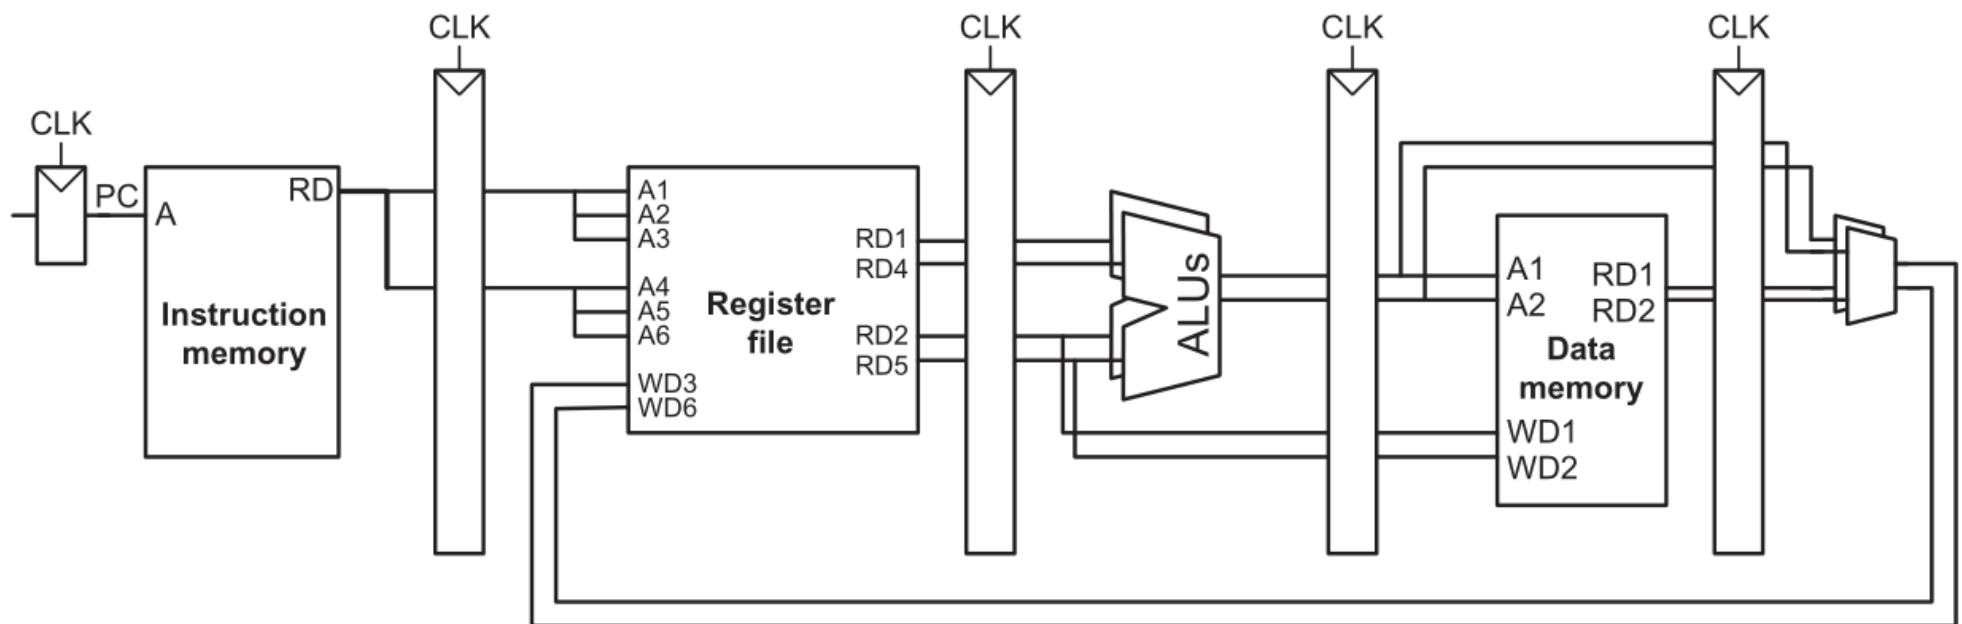 CLK
CLK
CLK
CLK
CLK
PC
A
RD
Instruction
memory
A1
A2
A3
A4
A5
A6
WD3
WD6
Register
file
RD1
RD4
RD2
RD5
ALUs
A1
A2
RD1
RD2
Data
memory
WD1
WD2